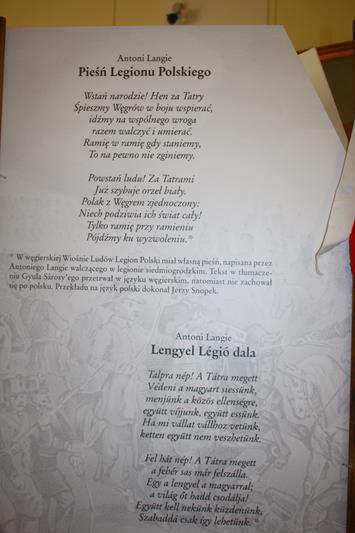 Antoni Langie
Pieśń Legionu Polskiego
Wstań narodzie! Hen za Tatry
Śpieszmy Węgrów w boju wspierać,
idźmy na wspólnego wroga
razem walczyć i umierać.
Ramię w ramię gdy staniemy,
To na pewno nie zginiemy.
Powstań ludu! Za Tatrami
Już szybuje orzeł biały.
Polak z Węgrem zjednoczony:
Niech podziwia ich świat cały!
Tylko ramię przy ramieniu
Pójdźmy ku wyzwoleniu.*
* W węgierskiej Wiośnie Ludów Legion Polski miał własną pieśń, napisana przez
Antoniego Langie walczącego w legionie siedmiogrodzkim. Tekst w tłumacze-
niu Gyula Sárosy'ego przetrwał w języku węgierskim, natomiast nie zachował
się po polsku. Przekładu na język polski dokonał Jerzy Snopek.
Antoni Langie
Lengyel Légió dala
Talpra nép! A Tátra megett
Védeni a magyart siessünk,
menjünk a közös ellenségre,
együtt víjjunk, együtt essünk.
Ha mi vállat vállhoz vetünk,
ketten együtt nem veszhetünk.
Fel hát nép! A Tátra megett
a fehér sas már felszálla.
Egy a lengyel a magyarral;
a világ őt hadd csodálja!
Együtt kell nekünk küzdenünk,
Szabaddá csak így lehetünk. *